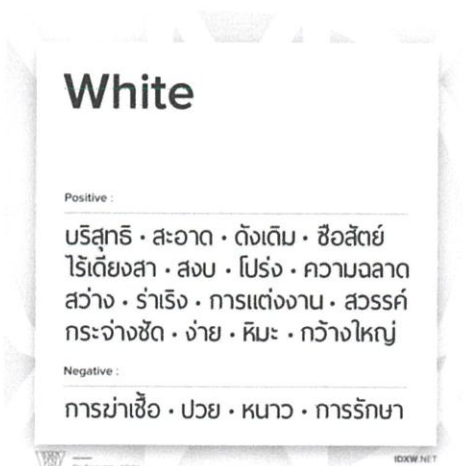 White
Positive :
บริสุทธิ์ · สะอาด · ดั้งเดิม · ซื่อสัตย์
ไร้เดียงสา · สงบ · โปร่ง · ความฉลาด
สว่าง · ร่าเริง · การแต่งงาน · สวรรค์
กระจ่างชัด · ง่าย · หิมะ · กว้างใหญ่
Negative :
การฆ่าเชื้อ · ป่วย · หนาว · การรักษา
IDXW.NET